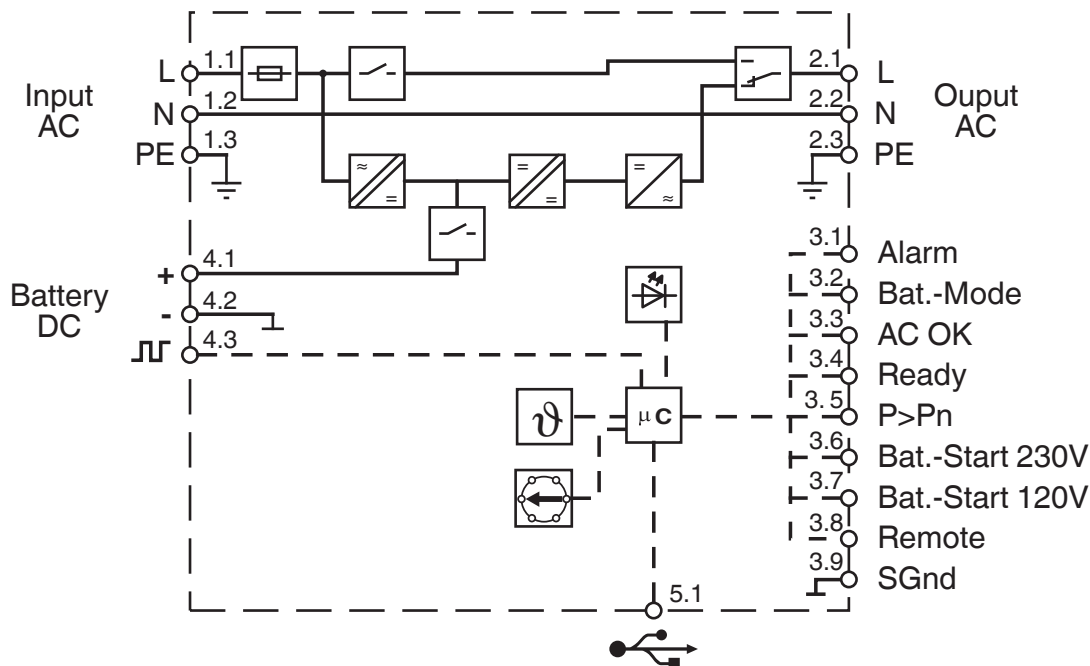 Input
AC
L 1.1
N 1.2
PE 1.3
2.1 L
2.2 N
2.3 PE
Ouput
AC
≈
=
=
=
=
≈
Battery
DC
+ 4.1
- 4.2
4.3
ϑ
µC
3.1 Alarm
3.2 Bat.-Mode
3.3 AC OK
3.4 Ready
3.5 P>Pn
3.6 Bat.-Start 230V
3.7 Bat.-Start 120V
3.8 Remote
3.9 SGnd
5.1